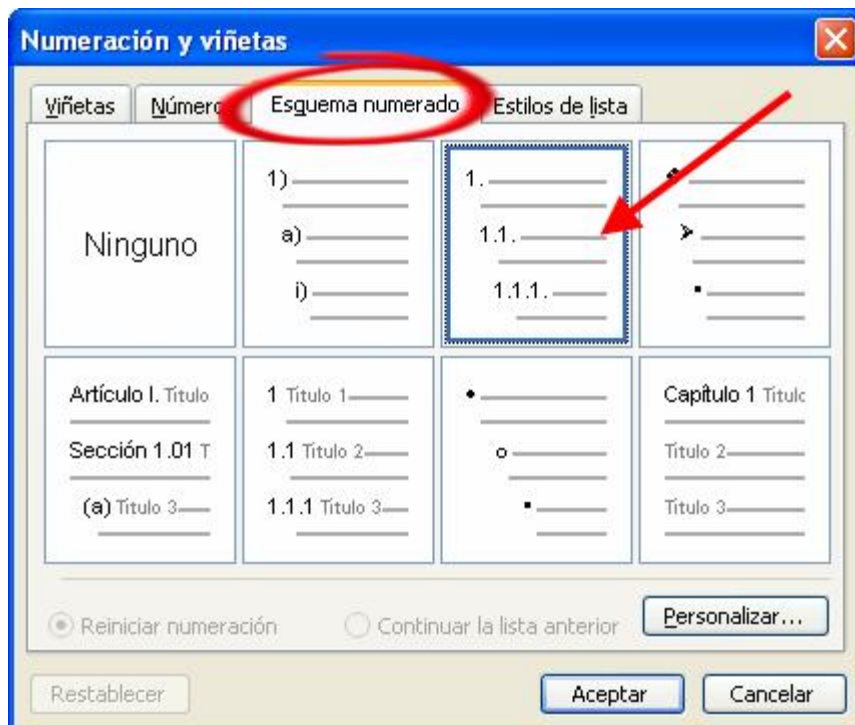 Numeración y viñetas
Viñetas Número Esquema numerado Estilos de lista
Ninguno
1)
a)
i)
1.
1.1.
1.1.1.
Artículo I. Título
Sección 1.01 T
(a) Título 3
1 Título 1
1.1 Título 2
1.1.1 Título 3
Capítulo 1 Títulc
Título 2
Título 3
Reiniciar numeración Continuar la lista anterior Personalizar...
Restablecer Aceptar Cancelar